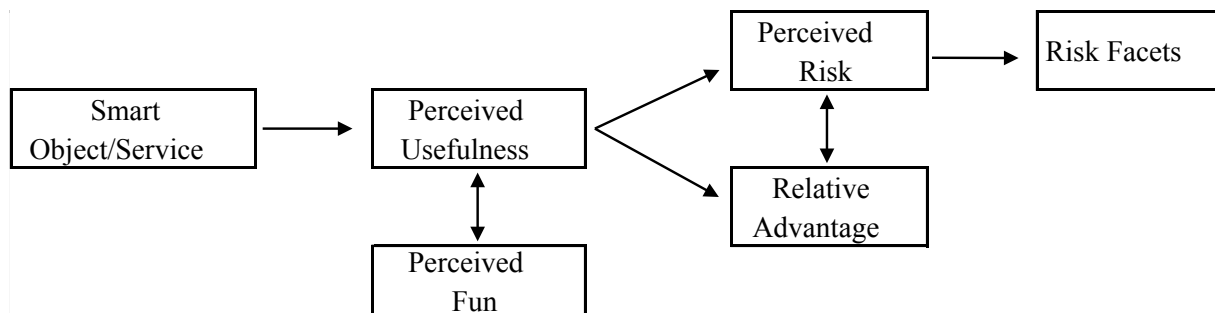 Smart
Object/Service
Perceived
Usefulness
Perceived
Fun
Perceived
Risk
Relative
Advantage
Risk Facets